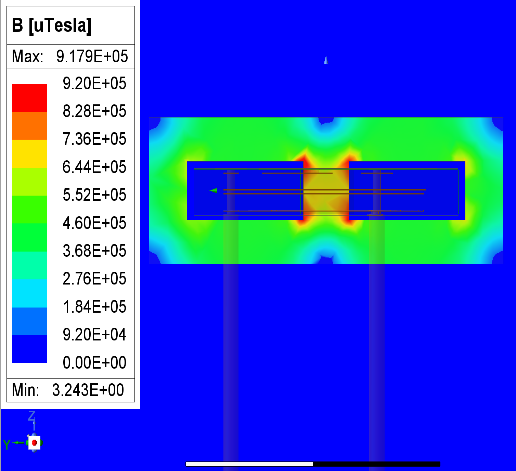 B [uTesla]
Max: 9.179E+05
9.20E+05
8.28E+05
7.36E+05
6.44E+05
5.52E+05
4.60E+05
3.68E+05
2.76E+05
1.84E+05
9.20E+04
0.00E+00
Min: 3.243E+00
Z
Y